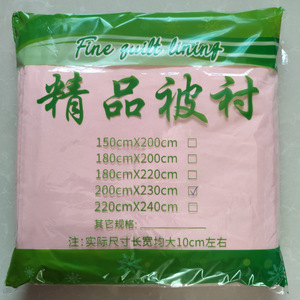 Fine quilt lining
精品被衬
150cmX200cm □
180cmX200cm □
180cmX220cm □
200cmX230cm ☑
220cmX240cm □
其它规格:
注:实际尺寸长宽均大10cm左右